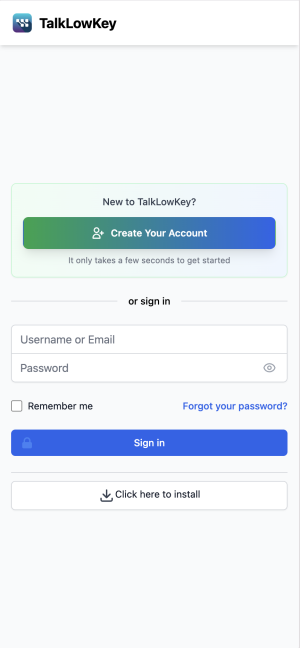 TalkLowKey
New to TalkLowKey?
Create Your Account
It only takes a few seconds to get started
or sign in
Username or Email
Password
Remember me
Forgot your password?
Sign in
Click here to install